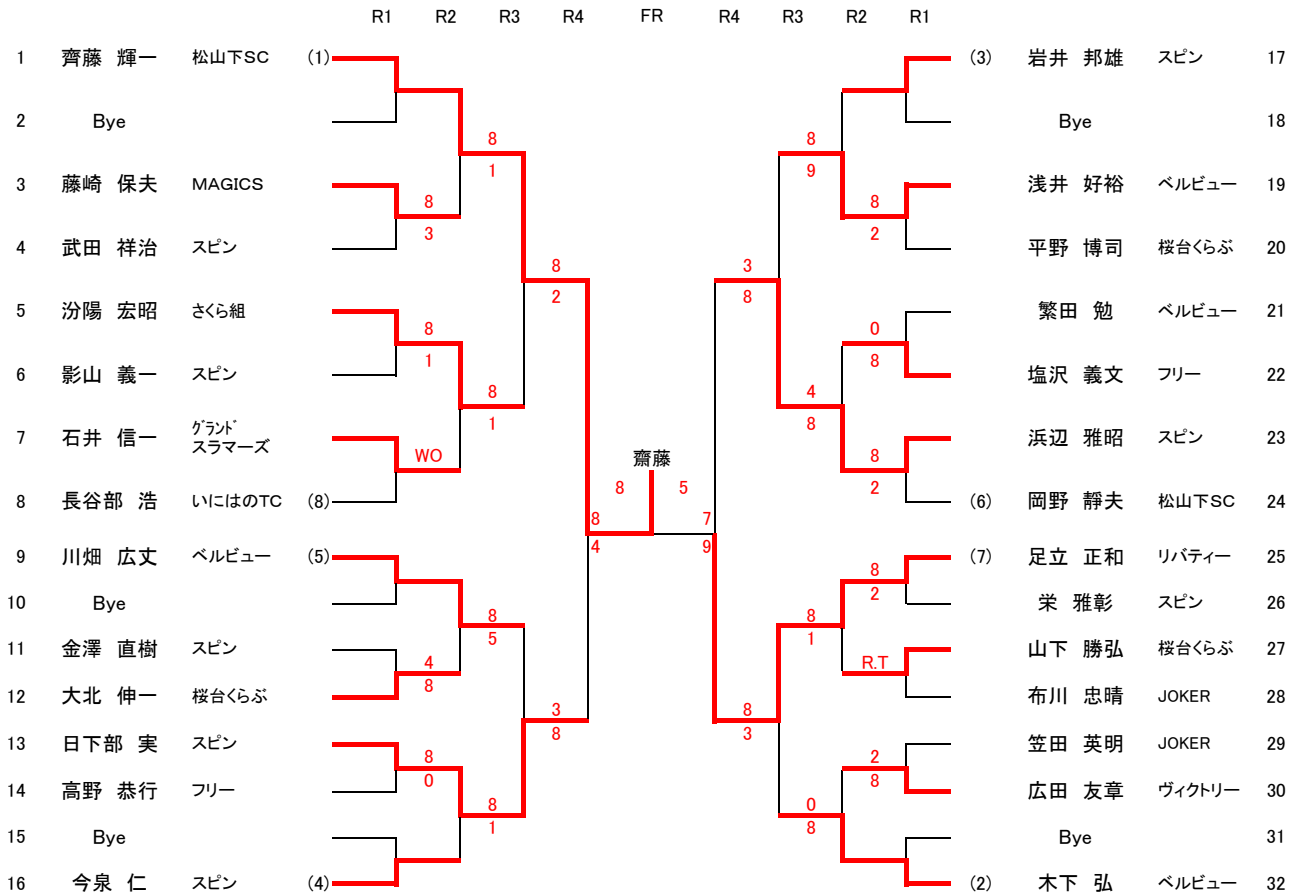 R1 R2 R3 R4 FR R4 R3 R2 R1
1 齊藤 輝一 松山下SC (1) (3) 岩井 邦雄 スピン 17
2 Bye Bye 18
8 8
1 9
3 藤崎 保夫 MAGICS 浅井 好裕 ベルビュー 19
8 8
3 2
4 武田 祥治 スピン 平野 博司 桜台くらぶ 20
8 3
2 8
5 汾陽 宏昭 さくら組 繁田 勉 ベルビュー 21
8 0
1 8
6 影山 義一 スピン 塩沢 義文 フリー 22
8 4
1 8
7 石井 信一 グランド 浜辺 雅昭 スピン 23
スラマーズ
WO 齋藤 8
8 5 2
8 長谷部 浩 いにはのTC (8) (6) 岡野 靜夫 松山下SC 24
8 7
4 9
9 川畑 広丈 ベルビュー (5) (7) 足立 正和 リバティー 25
8
2
10 Bye 栄 雅彰 スピン 26
8 8
5 1
11 金澤 直樹 スピン 山下 勝弘 桜台くらぶ 27
4 R.T
8
12 大北 伸一 桜台くらぶ 布川 忠晴 JOKER 28
3 8
8 3
13 日下部 実 スピン 笠田 英明 JOKER 29
8 2
0 8
14 高野 恭行 フリー 広田 友章 ヴィクトリー 30
8 0
1 8
15 Bye Bye 31
16 今泉 仁 スピン (4) (2) 木下 弘 ベルビュー 32